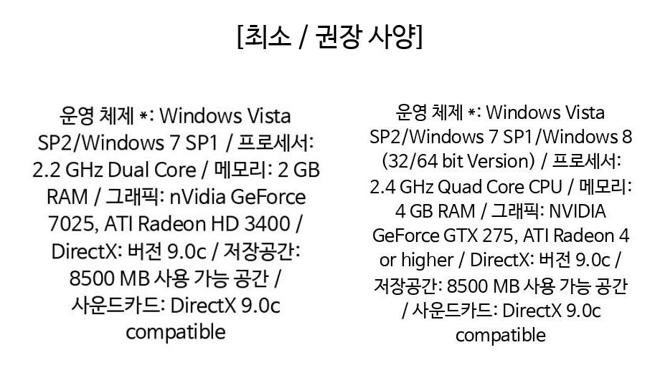 [최소 / 권장 사양]
운영 체제 *: Windows Vista
SP2/Windows 7 SP1 / 프로세서:
2.2 GHz Dual Core / 메모리: 2 GB
RAM / 그래픽: nVidia GeForce
7025, ATI Radeon HD 3400 /
DirectX: 버전 9.0c / 저장공간:
8500 MB 사용 가능 공간 /
사운드카드: DirectX 9.0c
compatible
운영 체제 *: Windows Vista
SP2/Windows 7 SP1/Windows 8
(32/64 bit Version) / 프로세서:
2.4 GHz Quad Core CPU / 메모리:
4 GB RAM / 그래픽: NVIDIA
GeForce GTX 275, ATI Radeon 4
or higher / DirectX: 버전 9.0c /
저장공간: 8500 MB 사용 가능 공간
/ 사운드카드: DirectX 9.0c
compatible